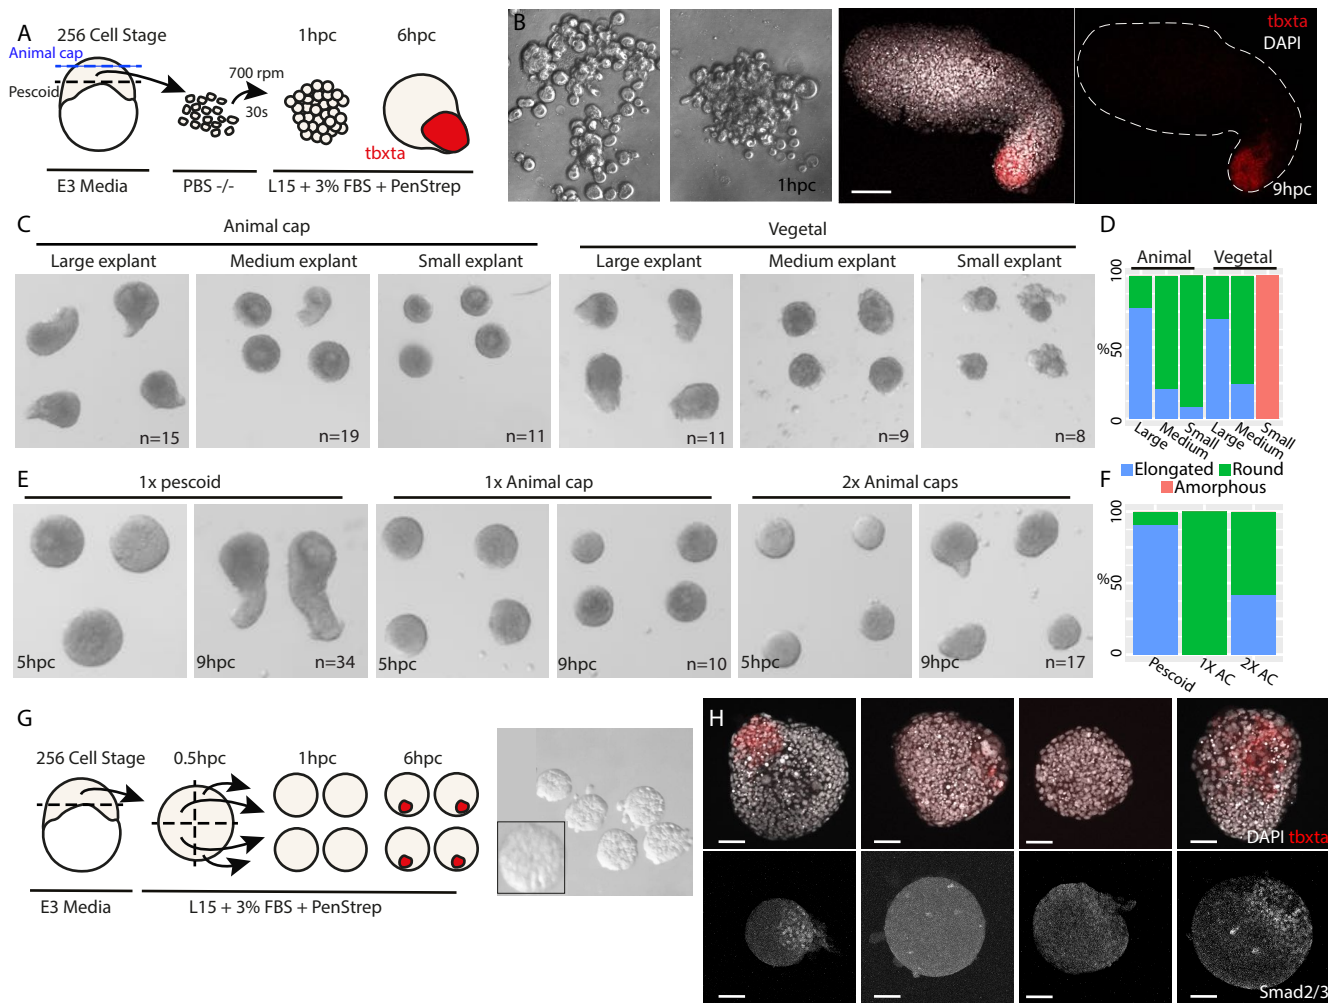 A
256 Cell Stage
1hpc
6hpc
Animal cap
Pescoid
700 rpm
30s
tbxta
E3 Media
PBS -/-
L15 + 3% FBS + PenStrep
B
1hpc
tbxta
DAPI
9hpc
C
Animal cap
Vegetal
Large explant
Medium explant
Small explant
Large explant
Medium explant
Small explant
n=15
n=19
n=11
n=11
n=9
n=8
D
Animal
Vegetal
100
50
0
%
Large
Medium
Small
Large
Medium
Small
Elongated
Round
Amorphous
E
1x pescoid
1x Animal cap
2x Animal caps
5hpc
9hpc
n=34
5hpc
9hpc
n=10
5hpc
9hpc
n=17
F
100
50
0
%
Pescoid
1X AC
2X AC
G
256 Cell Stage
0.5hpc
1hpc
6hpc
E3 Media
L15 + 3% FBS + PenStrep
H
DAPI tbxta
Smad2/3